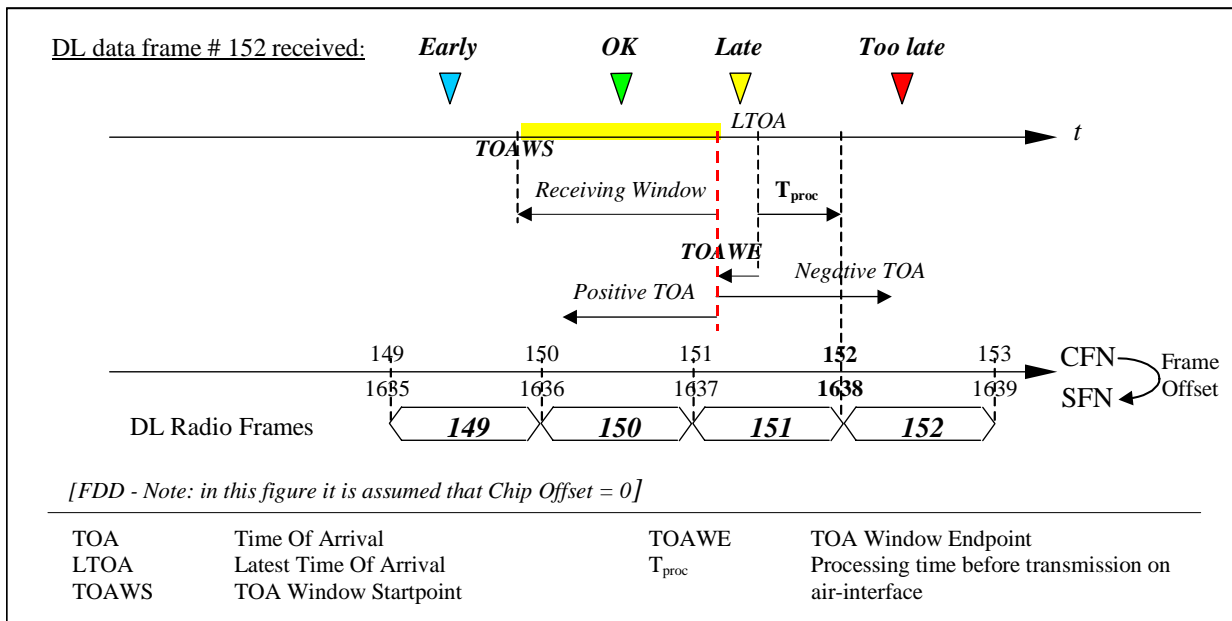 DL data frame # 152 received: Early OK Late Too late
LTOA
t
TOAWS
Receiving Window Tproc
TOAWE
Negative TOA
Positive TOA
149 150 151 152 153 CFN
1635 1636 1637 1638 1639 SFN
Frame
Offset
DL Radio Frames 149 150 151 152
[FDD - Note: in this figure it is assumed that Chip Offset = 0]
TOA Time Of Arrival TOAWE TOA Window Endpoint
LTOA Latest Time Of Arrival Tproc Processing time before transmission on
TOAWS TOA Window Startpoint air-interface